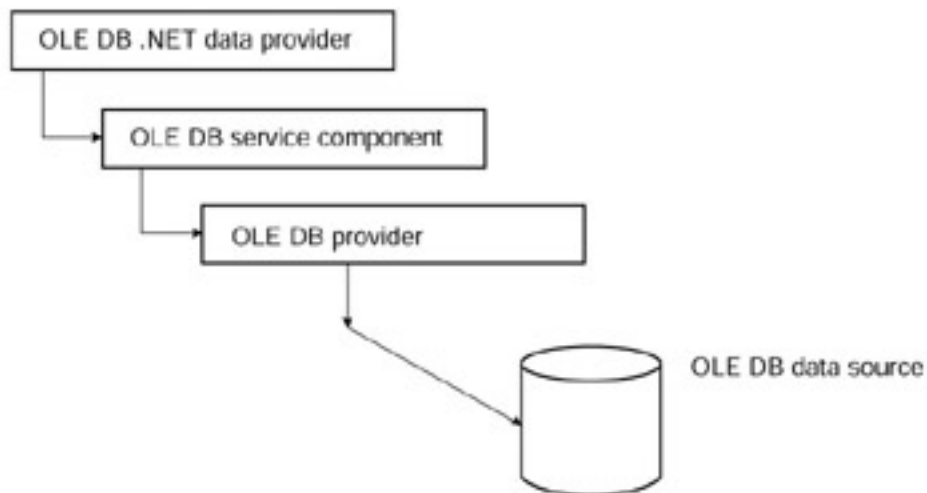 OLE DB .NET data provider
OLE DB service component
OLE DB provider
OLE DB data source